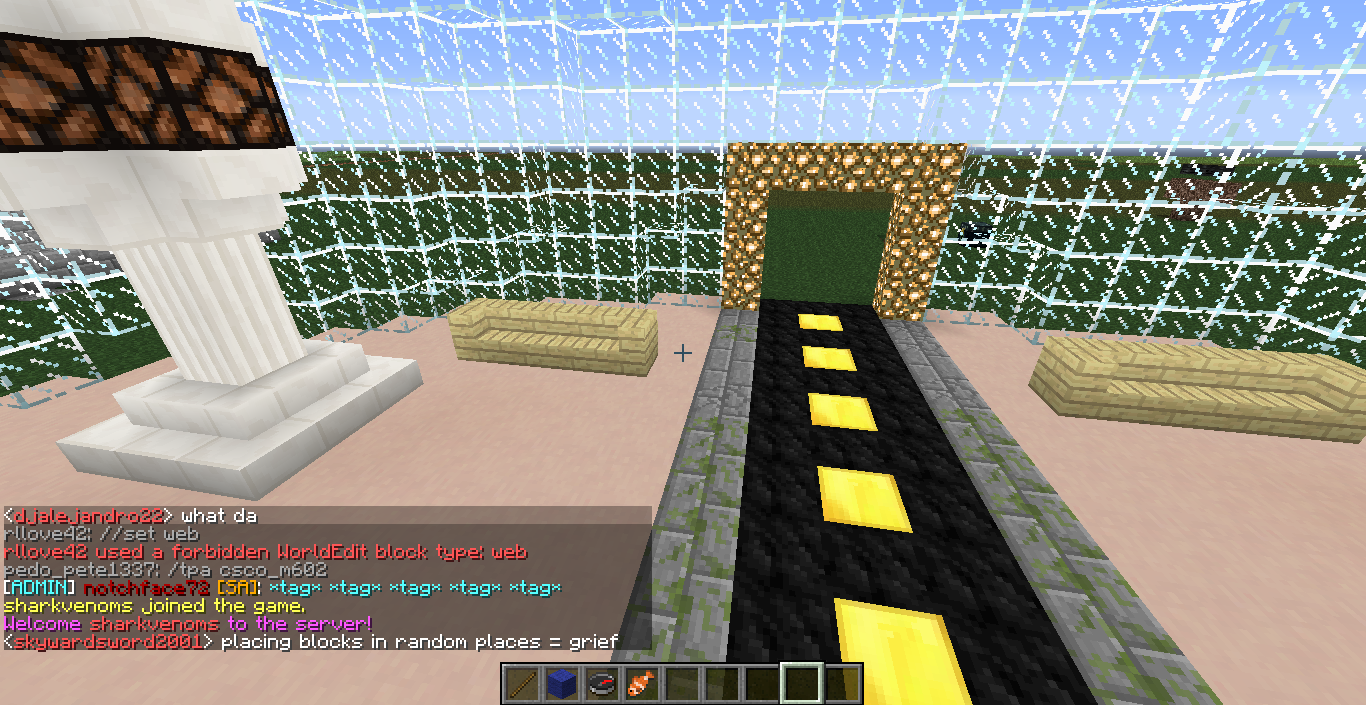 <djalejandro22> what da
rllove42: //set web
rllove42 used a forbidden WorldEdit block type: web
pedo_pete1337: /tpa csco_m602
[ADMIN] notchface78 [SA]: *tag* *tag* *tag* *tag* *tag*
sharkvenoms joined the game.
Welcome sharkvenoms to the server!
<skywardsword2001> placing blocks in random places = grief